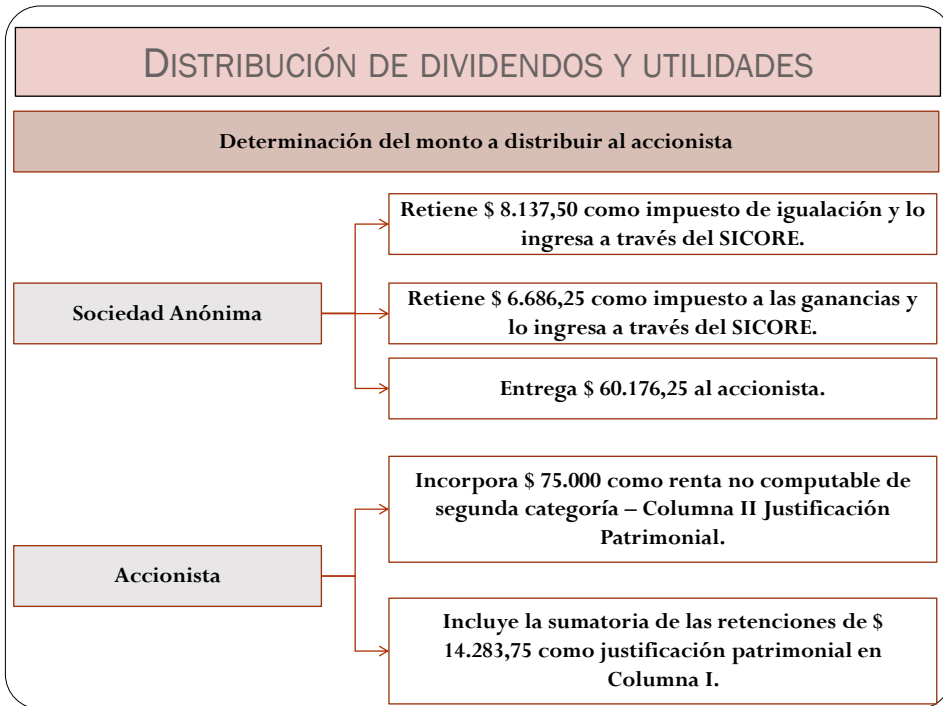 DISTRIBUCIÓN DE DIVIDENDOS Y UTILIDADES
Determinación del monto a distribuir al accionista
Retiene $ 8.137,50 como impuesto de igualación y lo
ingresa a través del SICORE.
Sociedad Anónima
Retiene $ 6.686,25 como impuesto a las ganancias y
lo ingresa a través del SICORE.
Entrega $ 60.176,25 al accionista.
Incorpora $ 75.000 como renta no computable de
segunda categoría – Columna II Justificación
Patrimonial.
Accionista
Incluye la sumatoria de las retenciones de $
14.283,75 como justificación patrimonial en
Columna I.